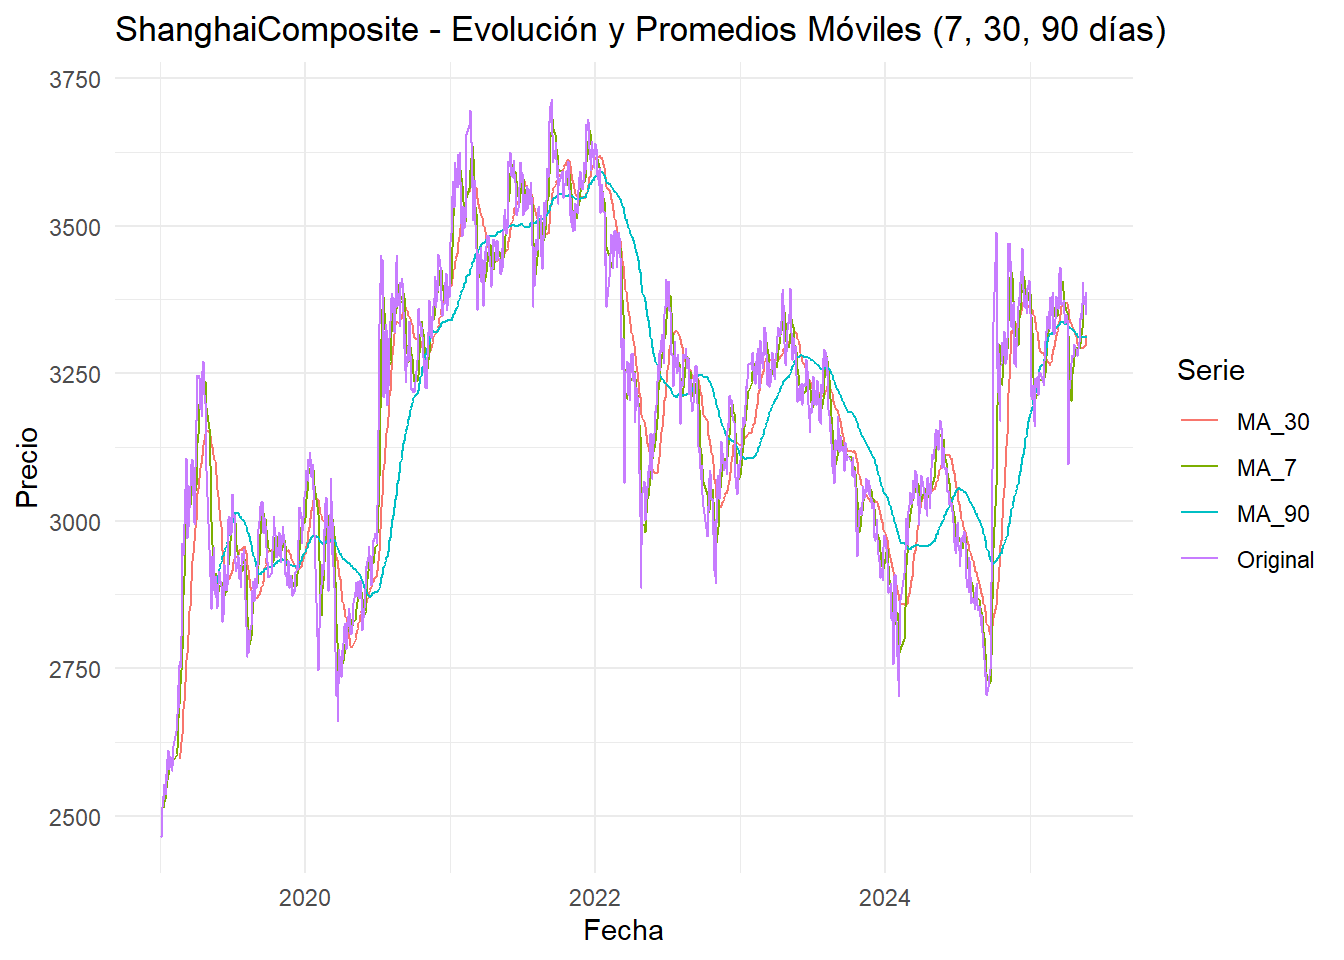 ShanghaiComposite - Evolución y Promedios Móviles (7, 30, 90 días)
Precio
3750
3500
3250
3000
2750
2500
2020
2022
2024
Fecha
Serie
MA_30
MA_7
MA_90
Original